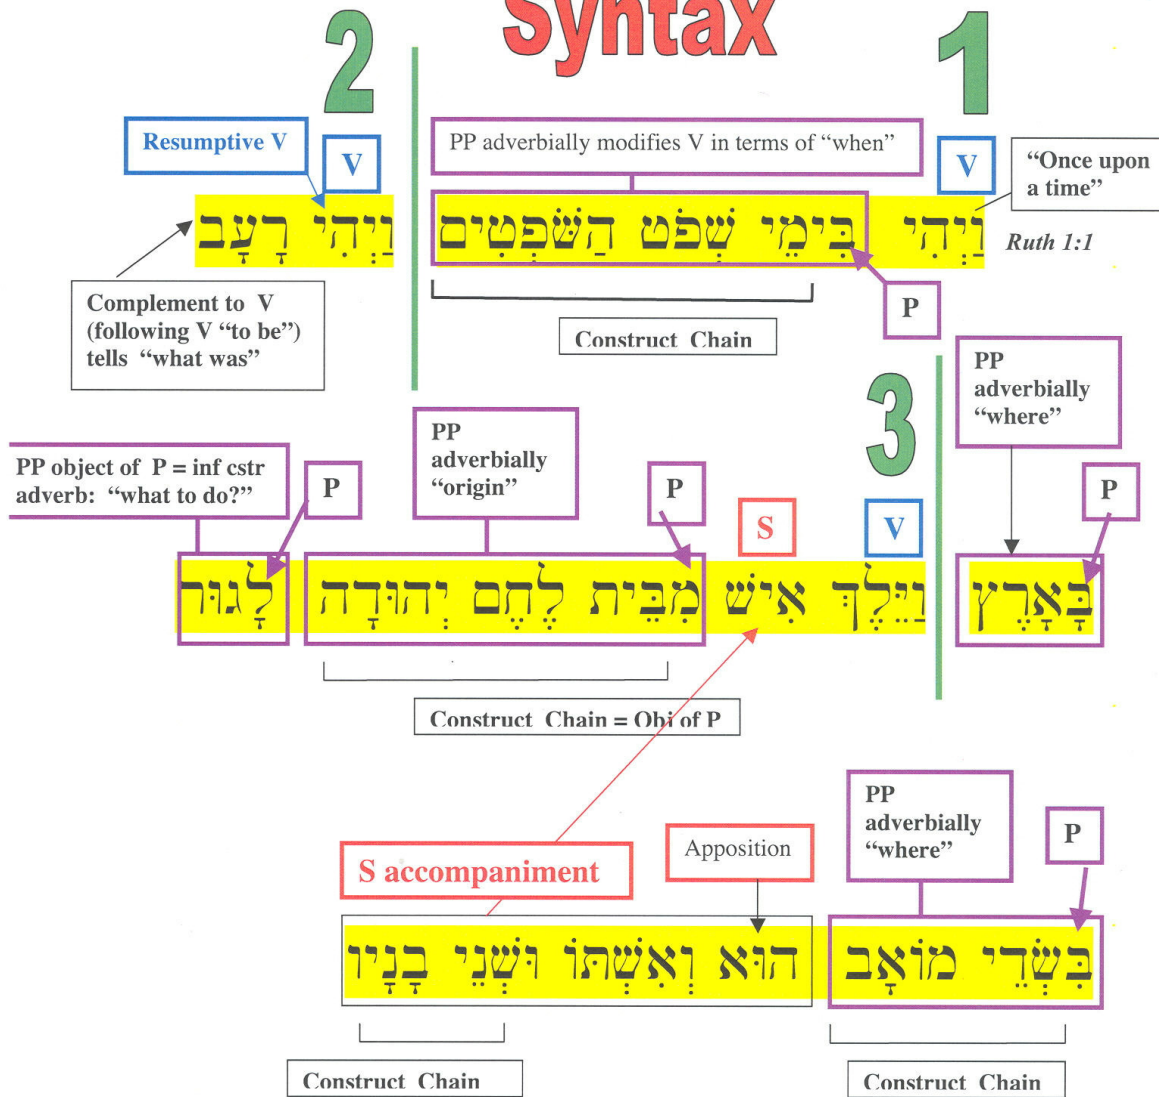 Syntax
2
1
Resumptive V
V
PP adverbially modifies V in terms of “when”
V
“Once upon
a time”
וַיְהִי בִּימֵי שְׁפֹט הַשֹּׁפְטִים
וַיְהִי רָעָב
Ruth 1:1
P
Complement to V
(following V “to be”)
tells “what was”
Construct Chain
3
PP
adverbially
“where”
P
PP
adverbially
“origin”
P
PP object of P = inf cstr
adverb: “what to do?”
P
S
V
בָּאָרֶץ
וַיֵּלֶךְ אִישׁ מִבֵּית לֶחֶם יְהוּדָה לָגוּר
Construct Chain = Obj of P
PP
adverbially
“where”
P
Apposition
S accompaniment
בִּשְׂדֵי מוֹאָב הוּא וְאִשְׁתּוֹ וּשְׁנֵי בָנָיו
Construct Chain
Construct Chain